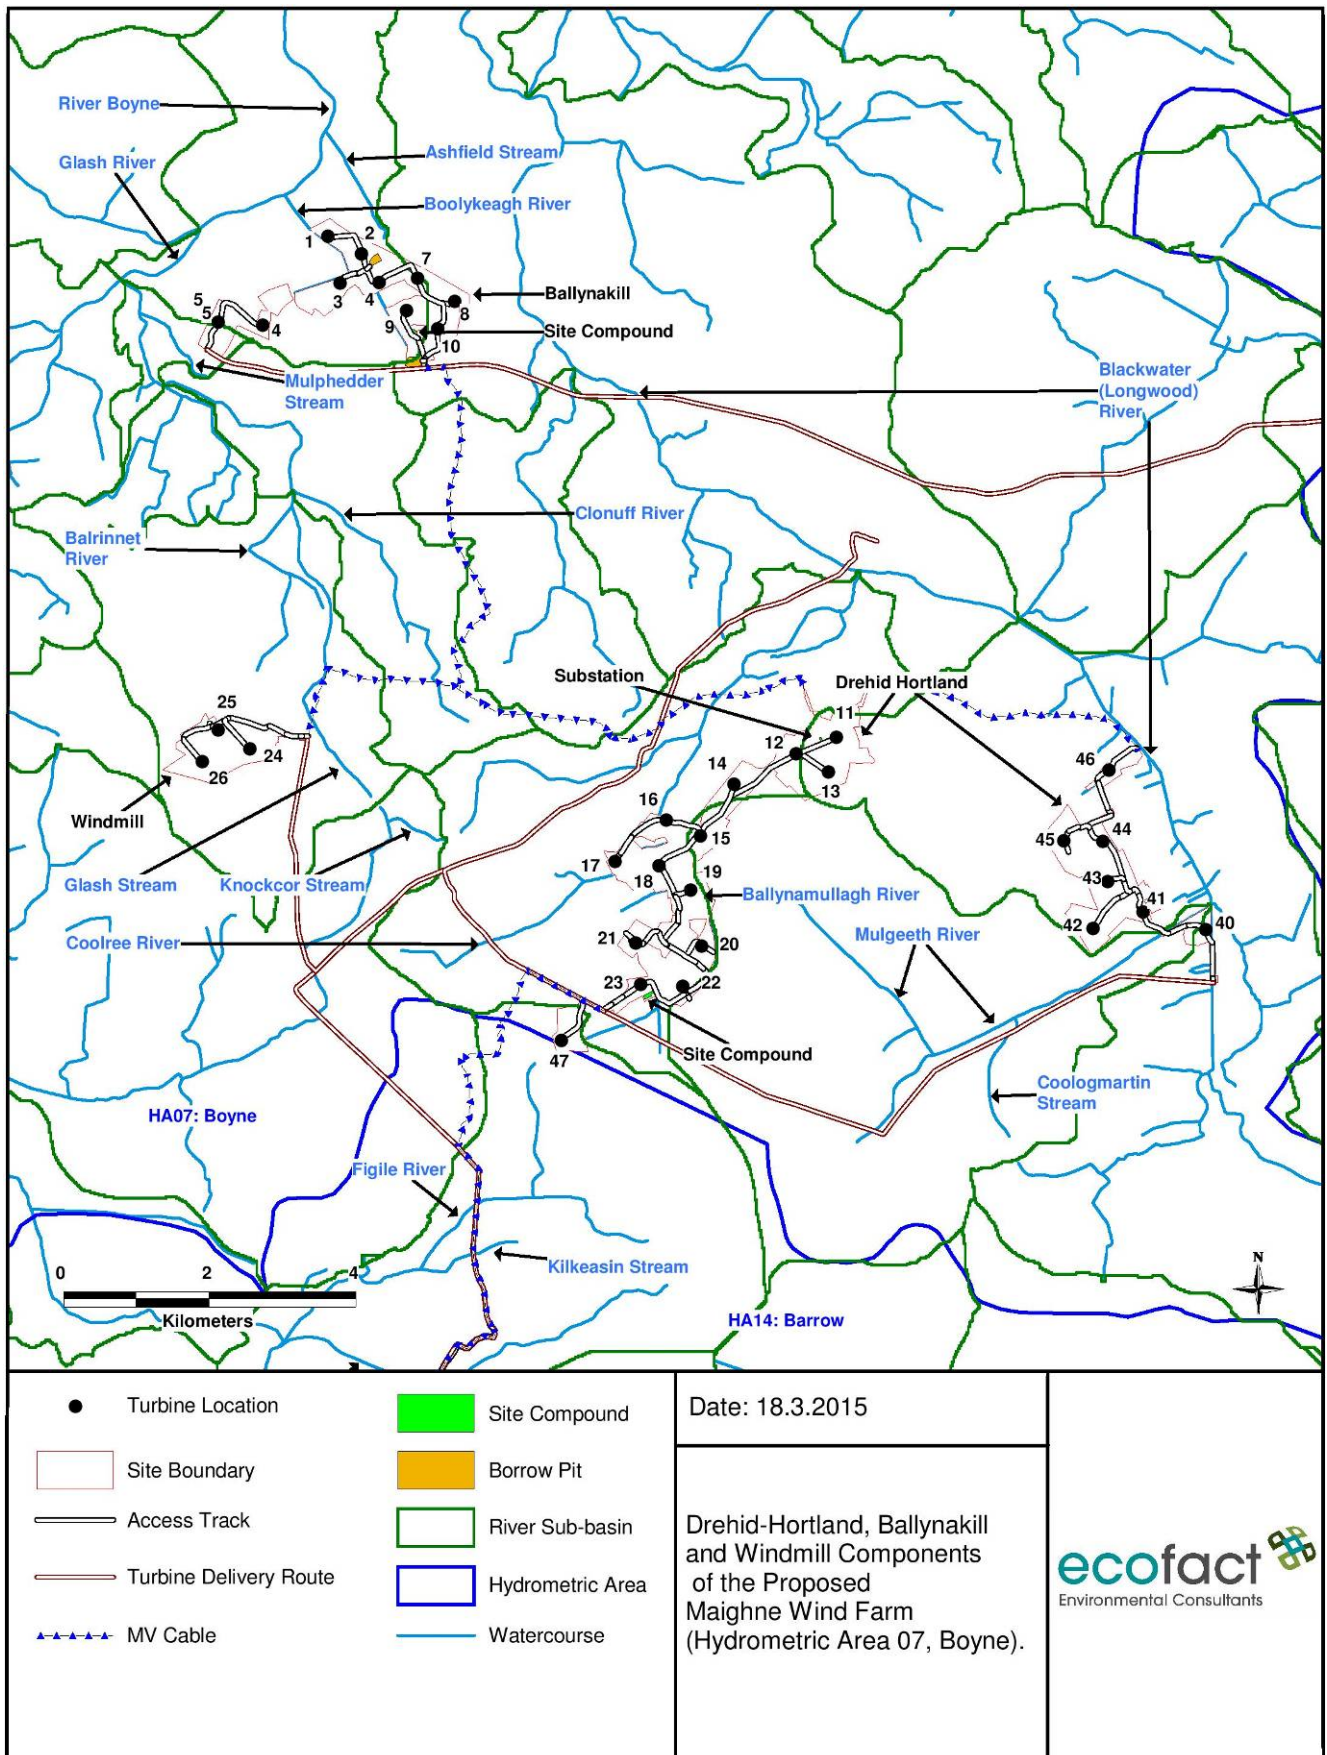 River Boyne
Glash River
Ashfield Stream
Boolykeagh River
1
2
3
4
7
5
5
4
9
8
10
Ballynakill
Site Compound
Mulphedder
Stream
Blackwater
(Longwood)
River
Clonuff River
Balrinnet
River
Substation
Drehid Hortland
25
24
26
Windmill
11
12
13
14
16
15
17
18
19
46
45
44
43
41
42
40
Glash Stream
Knockcor Stream
Ballynamullagh River
Coolree River
Mulgeeth River
21
20
23
22
47
Site Compound
Coologmartin
Stream
HA07: Boyne
Figile River
Kilkeasin Stream
HA14: Barrow
N
0 2 4
Kilometers
Turbine Location
Site Boundary
Access Track
Turbine Delivery Route
MV Cable
Site Compound
Borrow Pit
River Sub-basin
Hydrometric Area
Watercourse
Date: 18.3.2015
Drehid-Hortland, Ballynakill
and Windmill Components
of the Proposed
Maighne Wind Farm
(Hydrometric Area 07, Boyne).
ecofact
Environmental Consultants